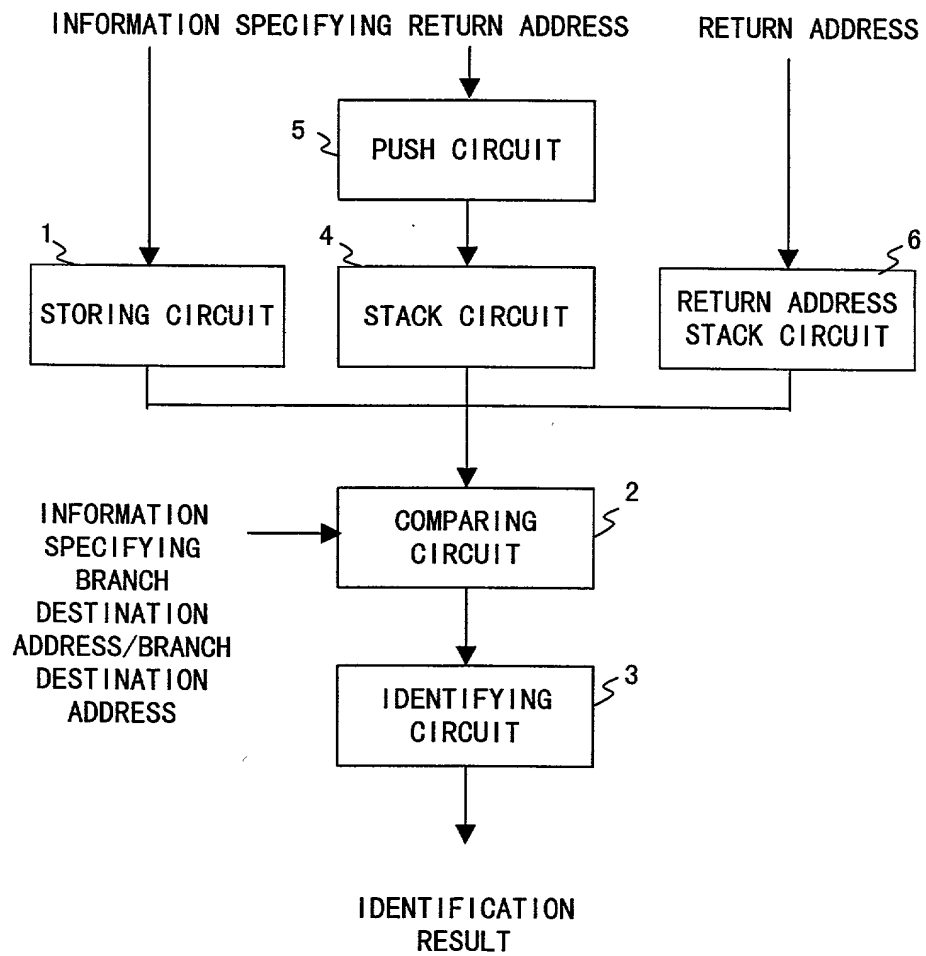 INFORMATION SPECIFYING RETURN ADDRESS
RETURN ADDRESS
5
PUSH CIRCUIT
1
STORING CIRCUIT
4
STACK CIRCUIT
6
RETURN ADDRESS
STACK CIRCUIT
INFORMATION
SPECIFYING
BRANCH
DESTINATION
ADDRESS/BRANCH
DESTINATION
ADDRESS
2
COMPARING
CIRCUIT
3
IDENTIFYING
CIRCUIT
IDENTIFICATION
RESULT